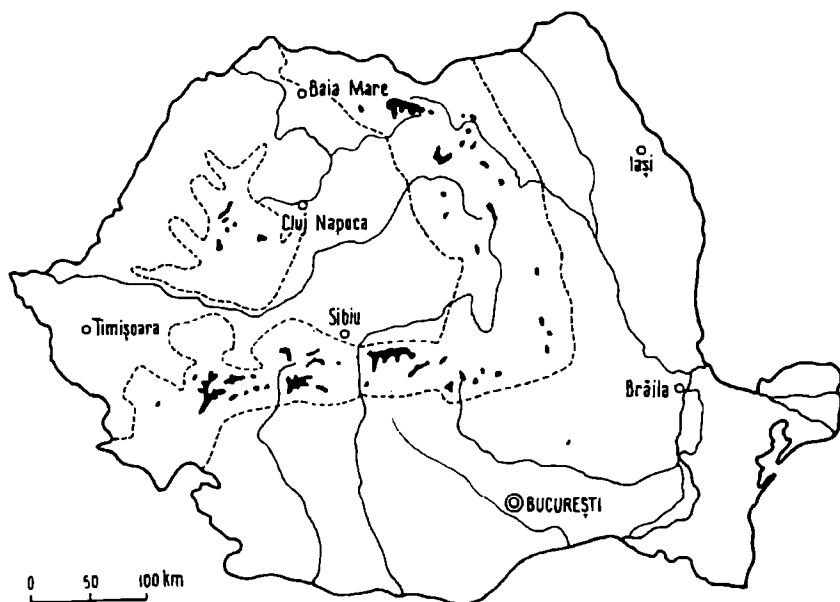 Baia Mare
Iași
Cluj Napoca
Sibiu
Timișoara
Brăila
BUCUREȘTI
0 50 100 km